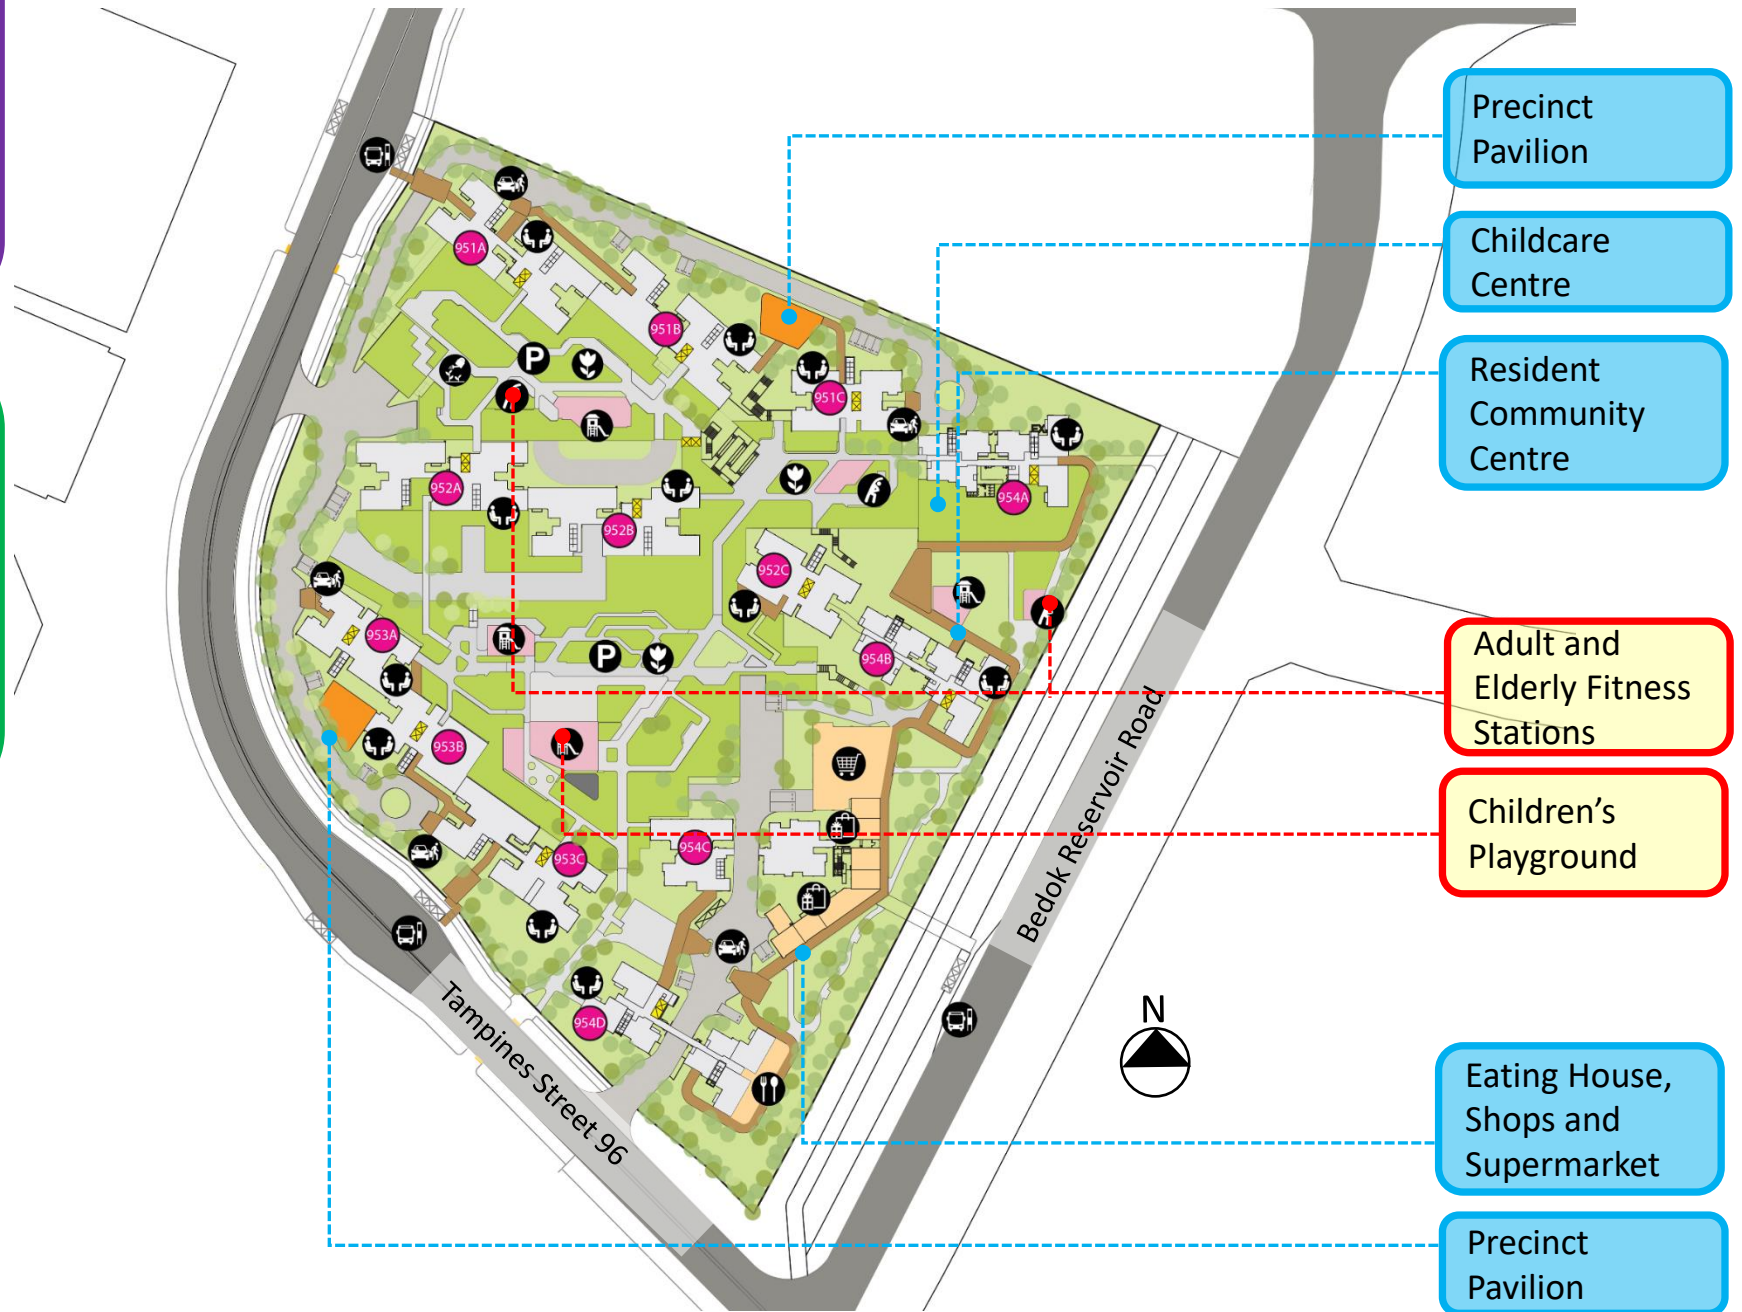 Precinct
Pavilion
Childcare
Centre
Resident
Community
Centre
Adult and
Elderly Fitness
Stations
Children’s
Playground
Eating House,
Shops and
Supermarket
Precinct
Pavilion
951A
951B
951C
952A
952B
952C
953A
953B
953C
954A
954B
954C
954D
P
P
Bedok Reservoir Road
Tampines Street 96
N